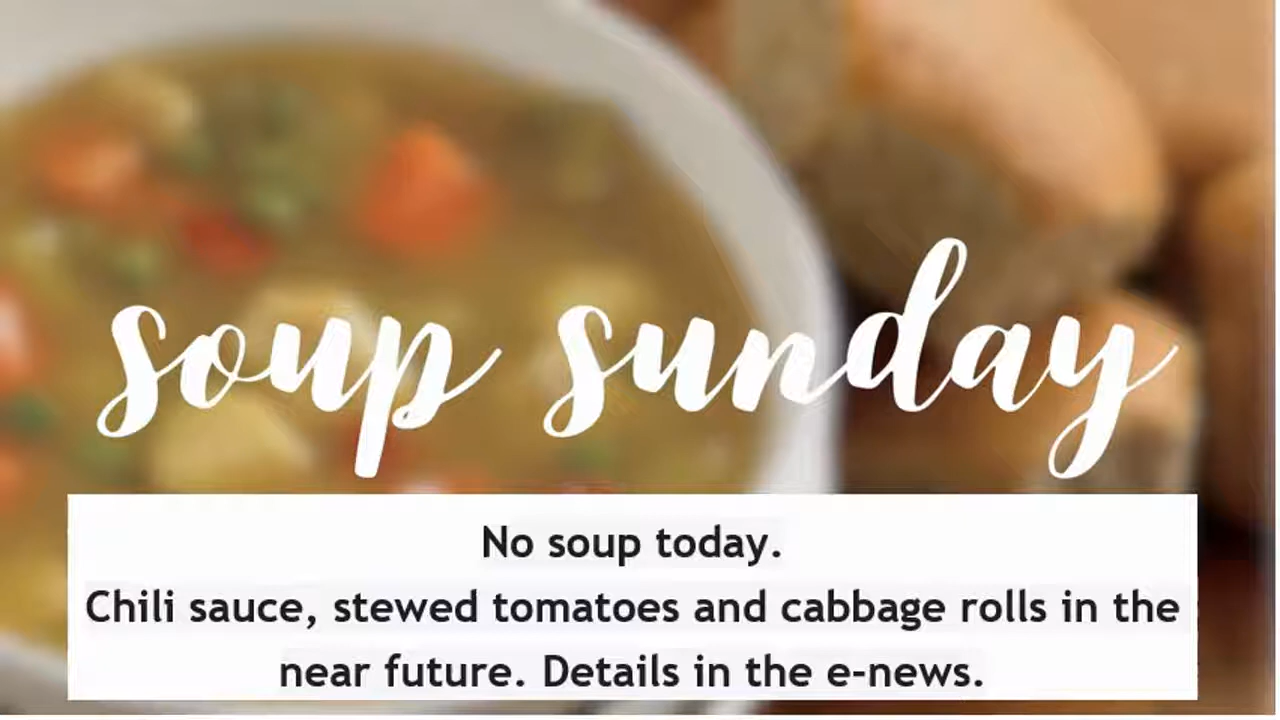 soup sunday
No soup today.
Chili sauce, stewed tomatoes and cabbage rolls in the
near future. Details in the e-news.